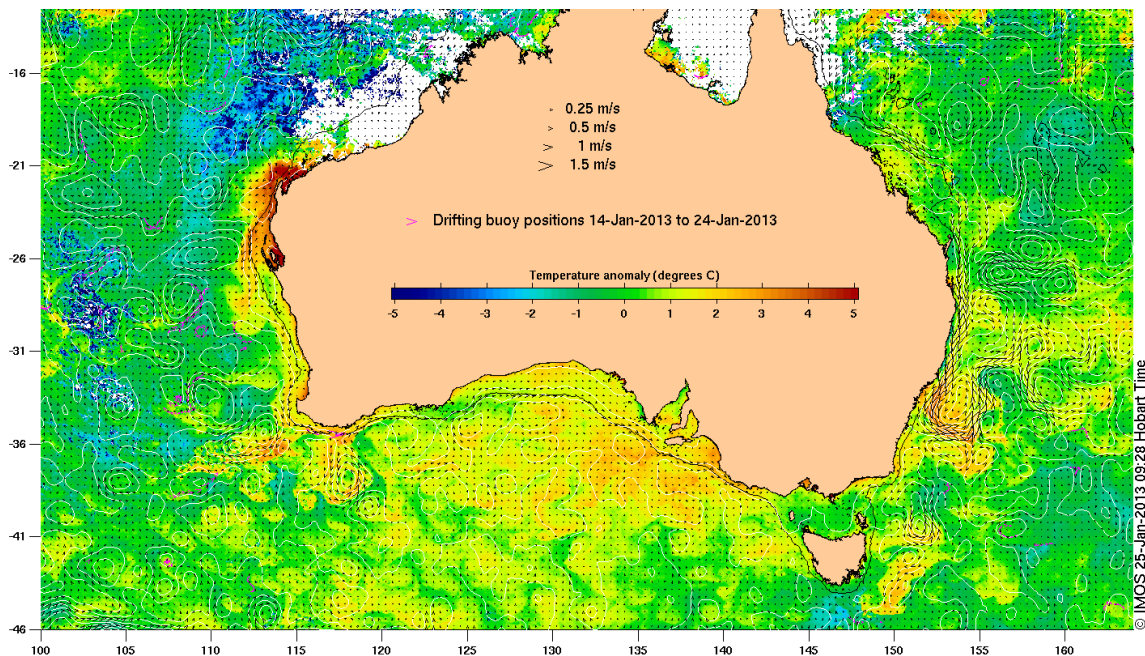 0.25 m/s
0.5 m/s
1 m/s
1.5 m/s
Drifting buoy positions 14-Jan-2013 to 24-Jan-2013
Temperature anomaly (degrees C)
-5 -4 -3 -2 -1 0 1 2 3 4 5
-16
-21
-26
-31
-36
-41
-46
100 105 110 115 120 125 130 135 140 145 150 155 160
© IMOS 25-Jan-2013 09:28 Hobart Time